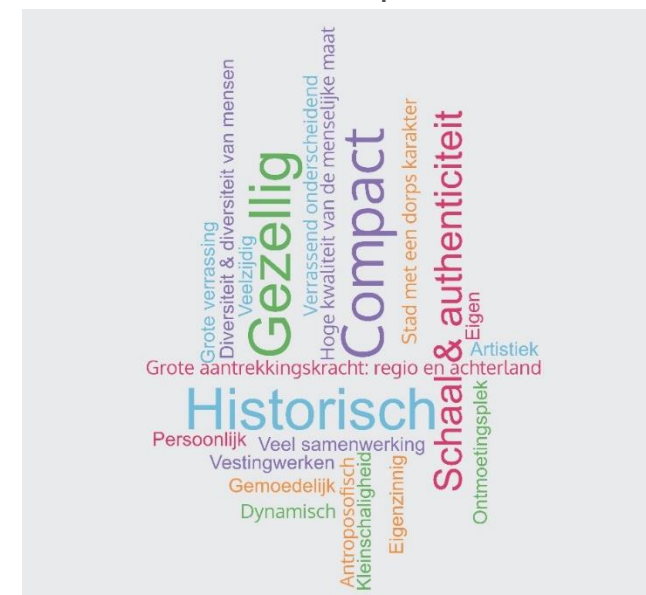 Grote verrassing
Diversiteit & diversiteit van mensen
Veelzijdig
Gezellig
Verrassend onderscheidend
Hoge kwaliteit van de menselijke maat
Compact
Stad met een dorps karakter
Schaal & authenticiteit
Eigen
Artistiek
Grote aantrekkingskracht: regio en achterland
Historisch
Persoonlijk
Veel samenwerking
Vestingwerken
Gemoedelijk
Dynamisch
Antroposofisch
Kleinschaligheid
Eigenzinnig
Ontmoetingsplek